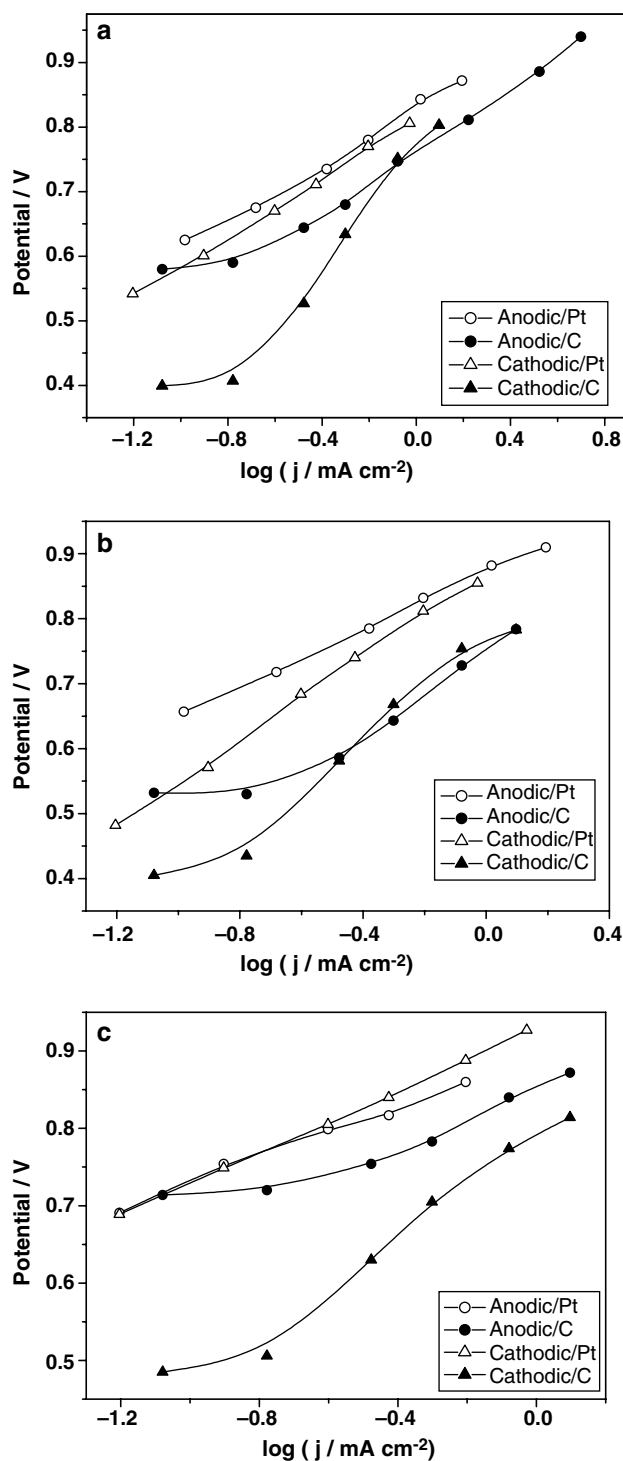 a
0.9
0.8
0.7
0.6
0.5
0.4
Potential / V
Anodic/Pt
Anodic/C
Cathodic/Pt
Cathodic/C
−1.2 −0.8 −0.4 0.0 0.4 0.8
log ( j / mA cm⁻²)
b
0.9
0.8
0.7
0.6
0.5
0.4
Potential / V
Anodic/Pt
Anodic/C
Cathodic/Pt
Cathodic/C
−1.2 −0.8 −0.4 0.0 0.4
log ( j / mA cm⁻²)
c
0.9
0.8
0.7
0.6
0.5
Potential / V
Anodic/Pt
Anodic/C
Cathodic/Pt
Cathodic/C
−1.2 −0.8 −0.4 0.0
log ( j / mA cm⁻²)